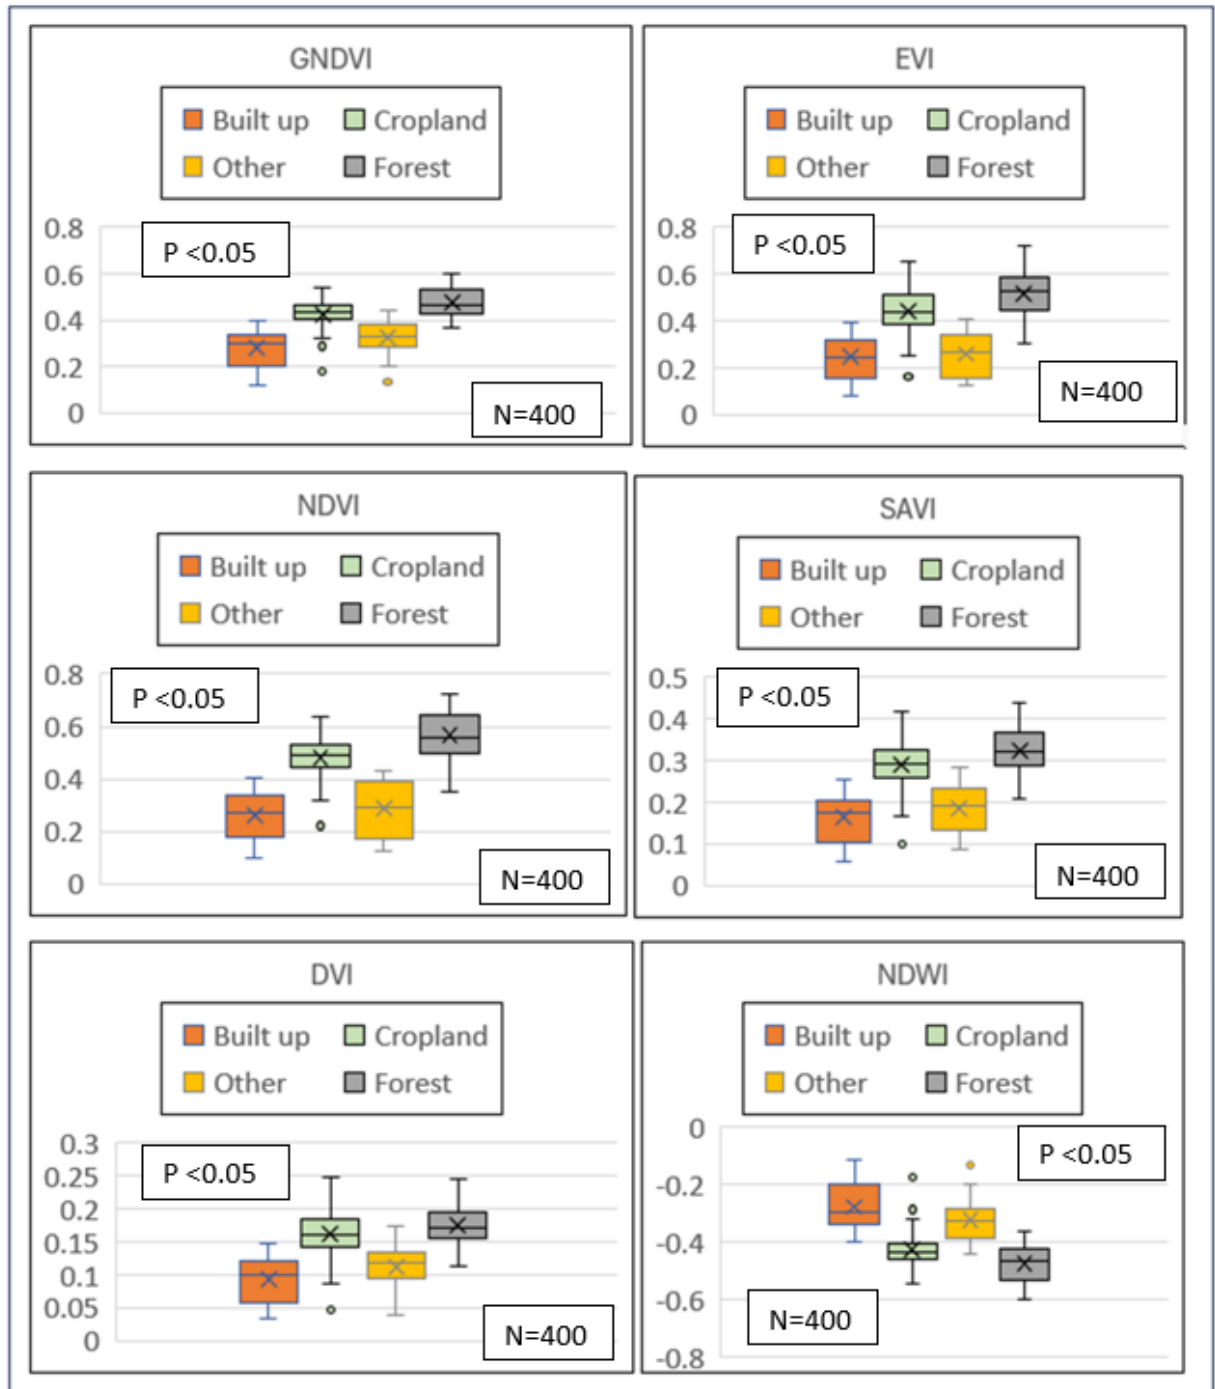 GNDVI
Built up Cropland
Other Forest
0.8
P <0.05
0.6
0.4
0.2
0
N=400
EVI
Built up Cropland
Other Forest
0.8
P <0.05
0.6
0.4
0.2
0
N=400
NDVI
Built up Cropland
Other Forest
0.8
P <0.05
0.6
0.4
0.2
0
N=400
SAVI
Built up Cropland
Other Forest
0.5
P <0.05
0.4
0.3
0.2
0.1
0
N=400
DVI
Built up Cropland
Other Forest
0.3
P <0.05
0.25
0.2
0.15
0.1
0.05
0
N=400
NDWI
Built up Cropland
Other Forest
0
P <0.05
-0.2
-0.4
-0.6
N=400
-0.8